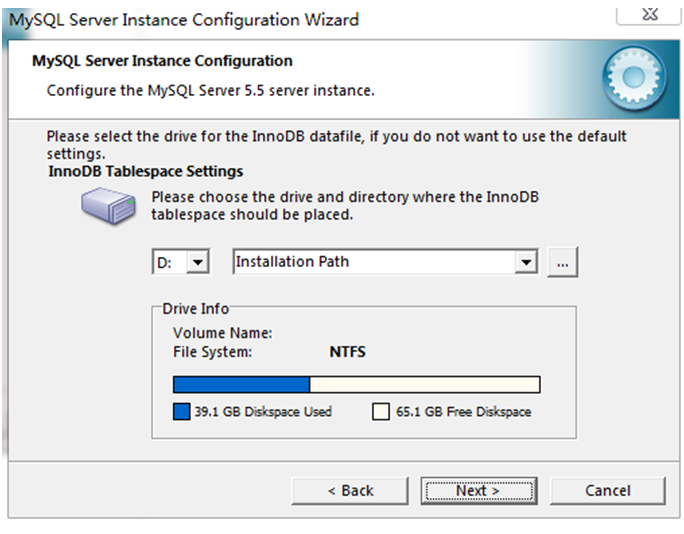 MySQL Server Instance Configuration Wizard
MySQL Server Instance Configuration
Configure the MySQL Server 5.5 server instance.
Please select the drive for the InnoDB datafile, if you do not want to use the default
settings.
InnoDB Tablespace Settings
Please choose the drive and directory where the InnoDB
tablespace should be placed.
D: Installation Path ...
Drive Info
Volume Name:
File System: NTFS
39.1 GB Diskspace Used 65.1 GB Free Diskspace
< Back Next > Cancel